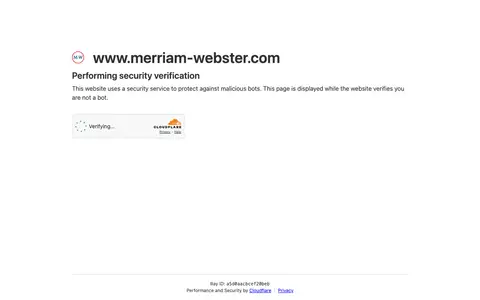 www.merriam-webster.com
Performing security verification
This website uses a security service to protect against malicious bots. This page is displayed while the website verifies you
are not a bot.
Verifying...
CLOUDFLARE
Privacy · Help
Ray ID: a5d0aacbcef20beb
Performance and Security by Cloudflare | Privacy